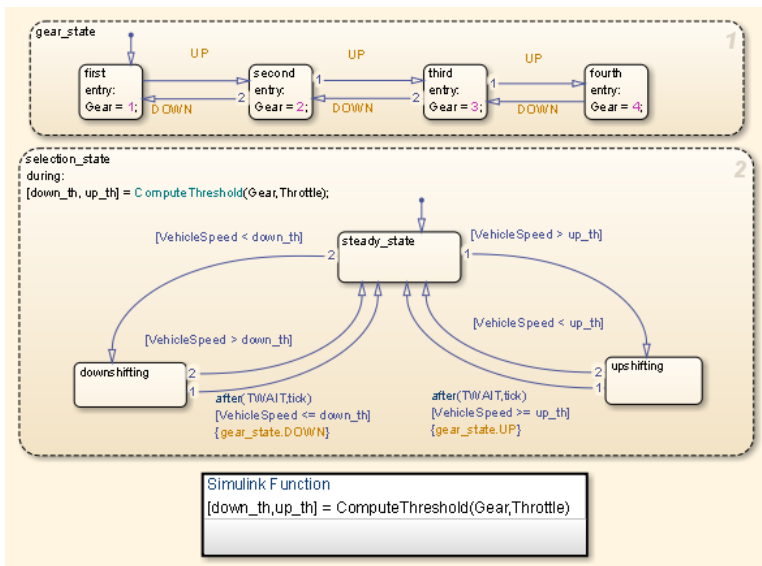 gear_state
1
UP
UP
UP
first
entry:
Gear = 1;
second
entry:
Gear = 2;
third
entry:
Gear = 3;
fourth
entry:
Gear = 4;
1
1
2
2
DOWN
DOWN
DOWN
selection_state
2
during:
[down_th, up_th] = ComputeThreshold(Gear,Throttle);
[VehicleSpeed < down_th]
steady_state
[VehicleSpeed > up_th]
2
1
[VehicleSpeed > down_th]
[VehicleSpeed < up_th]
downshifting
2
1
upshifting
2
1
after(TWAIT,tick)
[VehicleSpeed <= down_th]
{gear_state.DOWN}
after(TWAIT,tick)
[VehicleSpeed >= up_th]
{gear_state.UP}
Simulink Function
[down_th,up_th] = ComputeThreshold(Gear,Throttle)